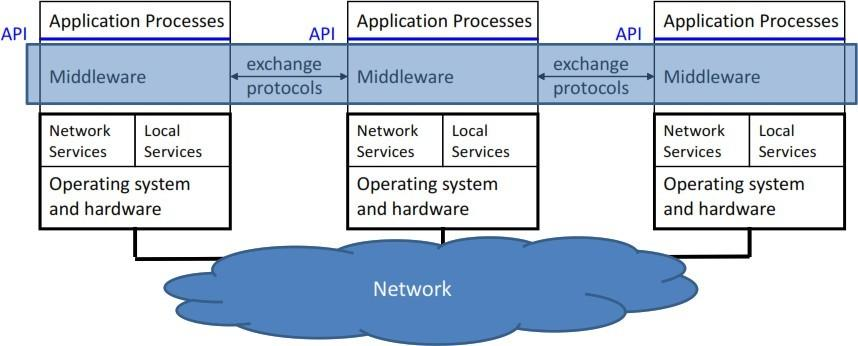 Application Processes Application Processes Application Processes
API API API
Middleware exchange protocols Middleware exchange protocols Middleware
Network Services Local Services Network Services Local Services Network Services Local Services
Operating system and hardware Operating system and hardware Operating system and hardware
Network